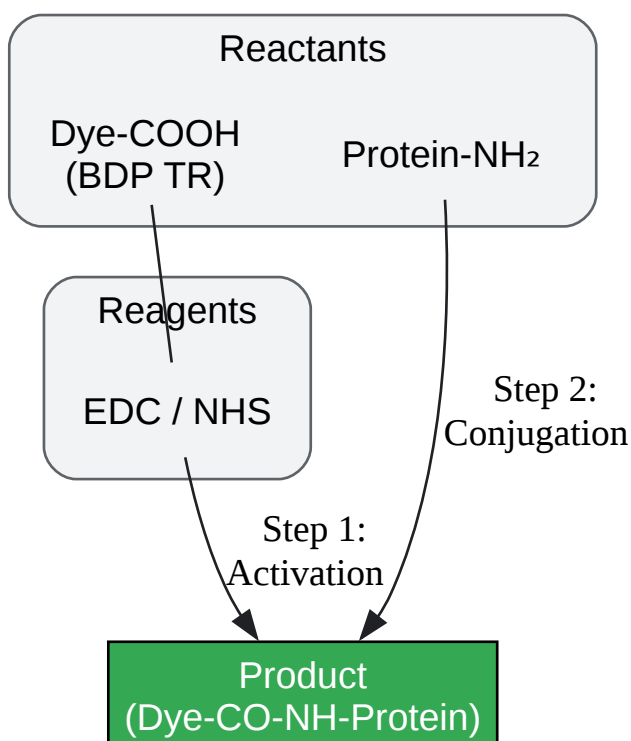 Reactants
Dye-COOH
(BDP TR)
Protein-NH₂
Reagents
EDC / NHS
Step 2:
Conjugation
Step 1:
Activation
Product
(Dye-CO-NH-Protein)